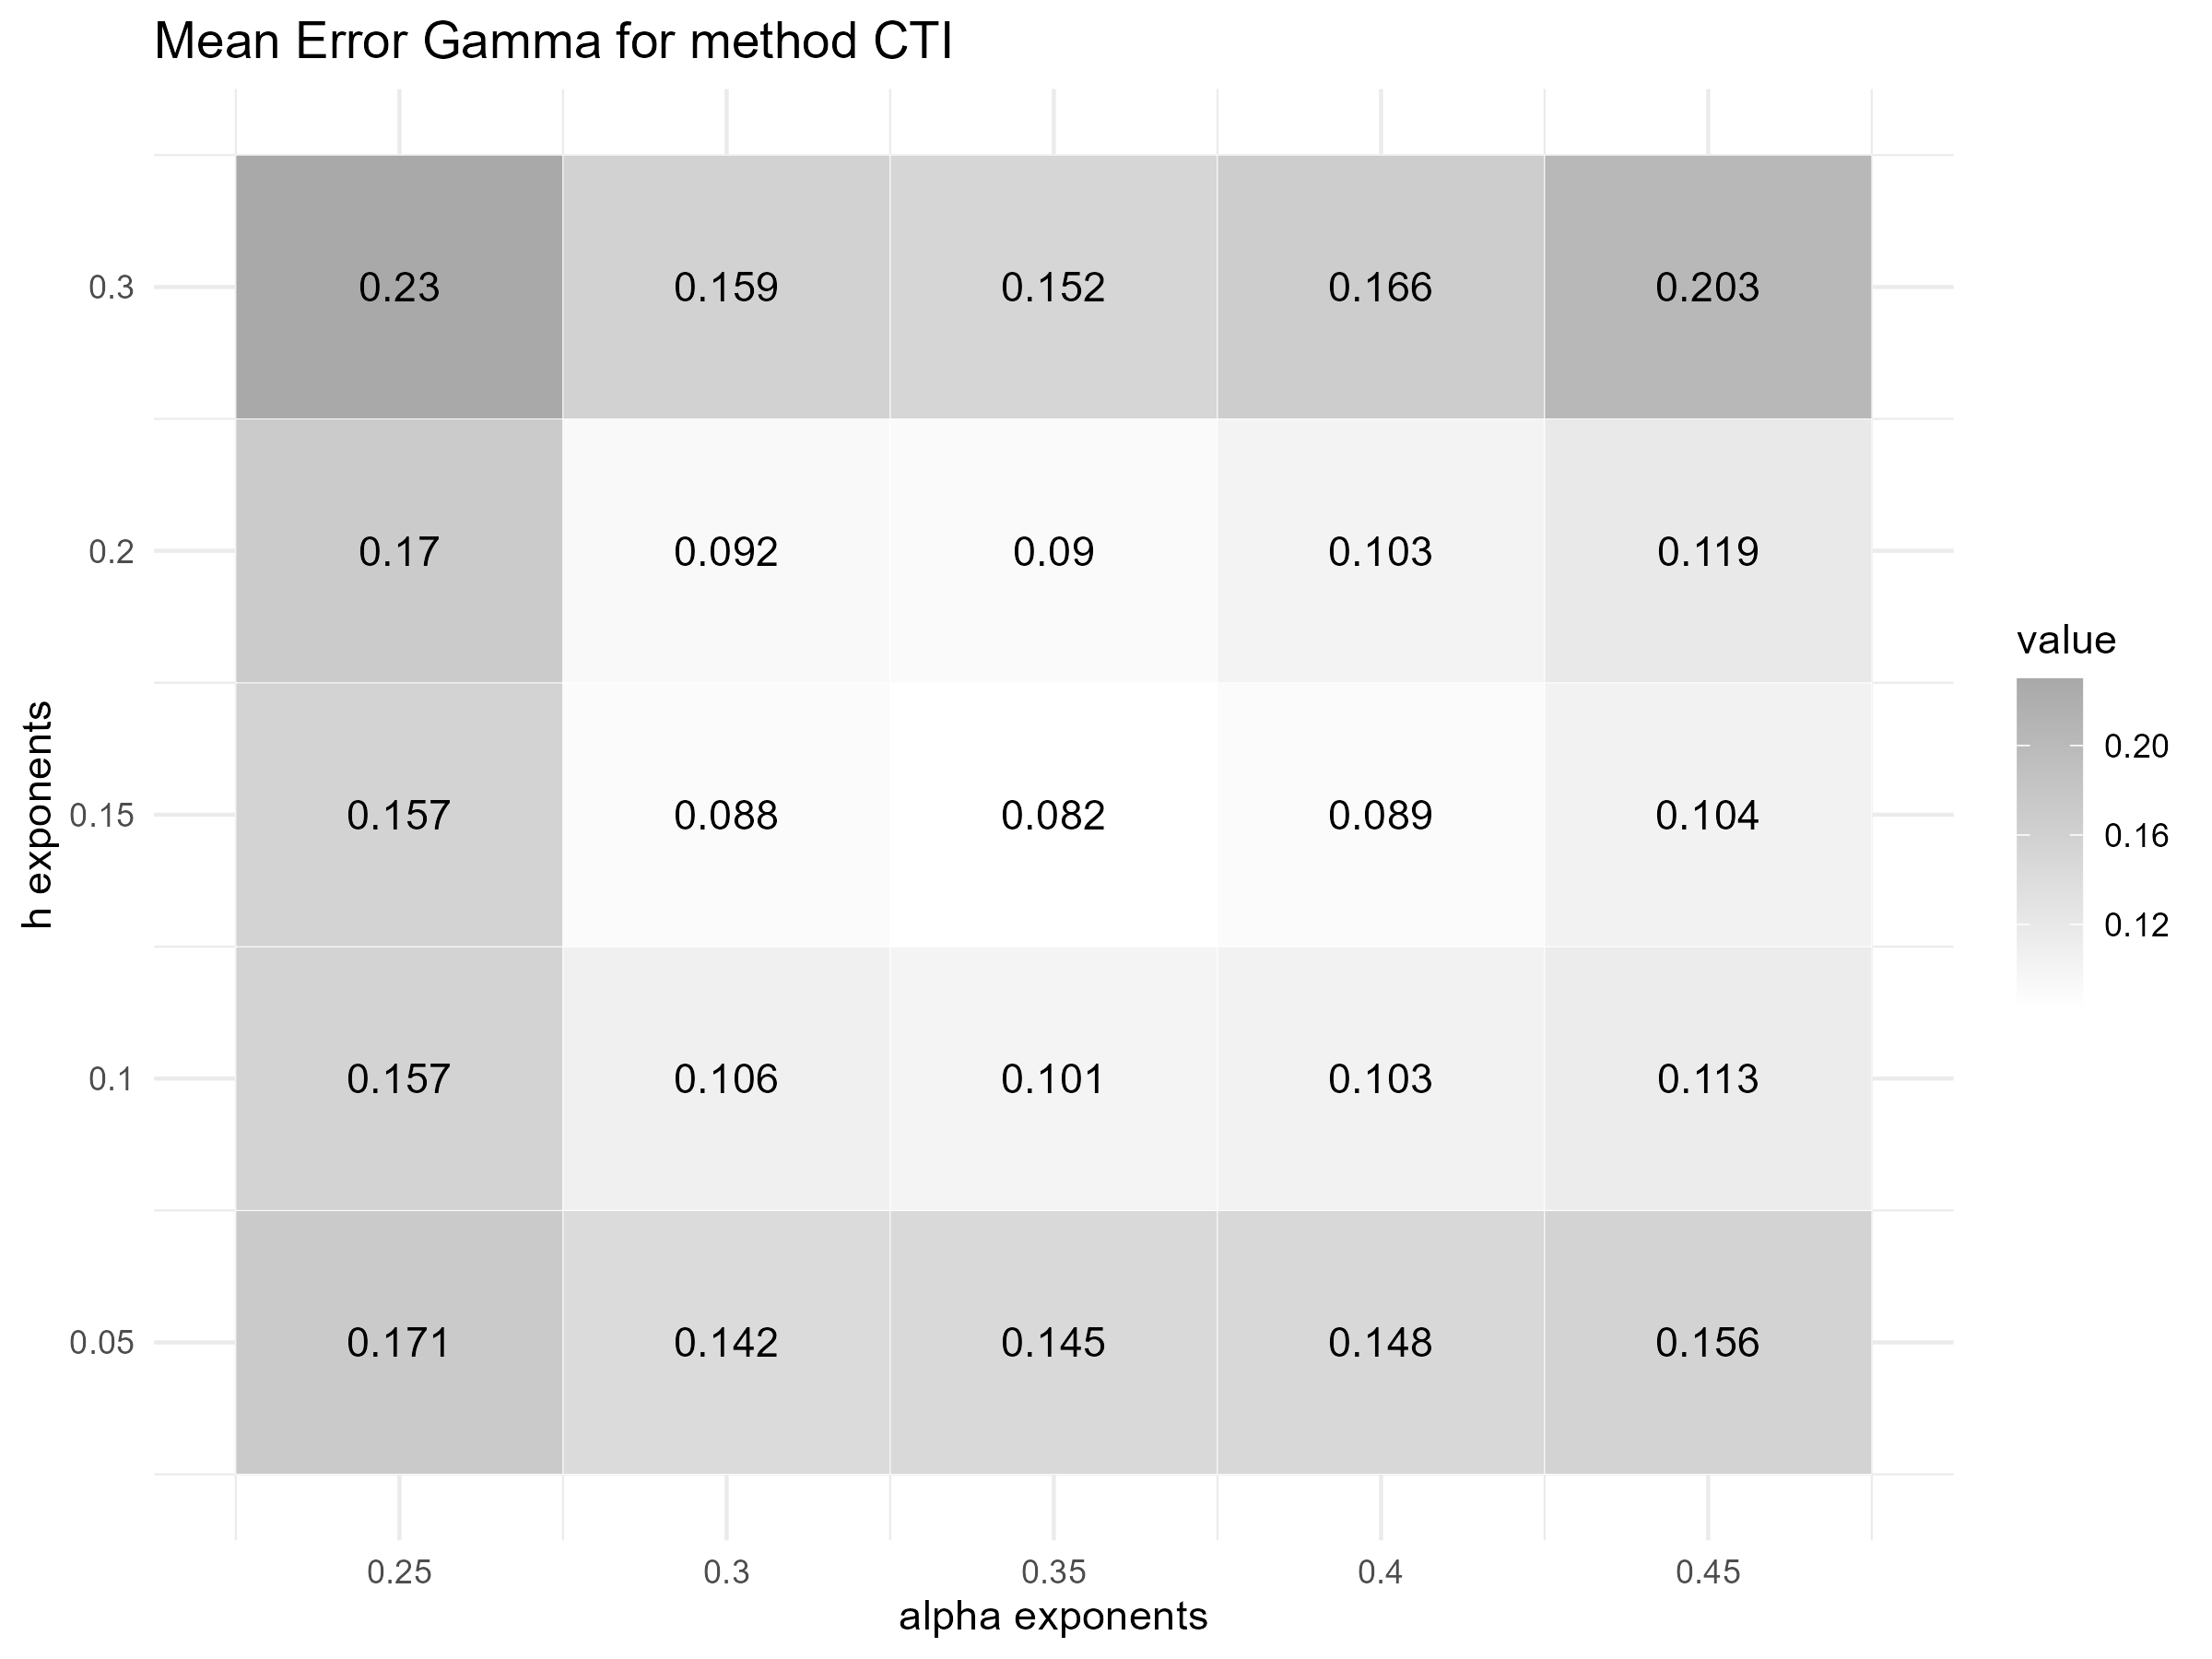 Mean Error Gamma for method CTI
h exponents
0.3
0.23 0.159 0.152 0.166 0.203
0.2
0.17 0.092 0.09 0.103 0.119
0.15
0.157 0.088 0.082 0.089 0.104
0.1
0.157 0.106 0.101 0.103 0.113
0.05
0.171 0.142 0.145 0.148 0.156
0.25 0.3 0.35 0.4 0.45
alpha exponents
value
0.20
0.16
0.12